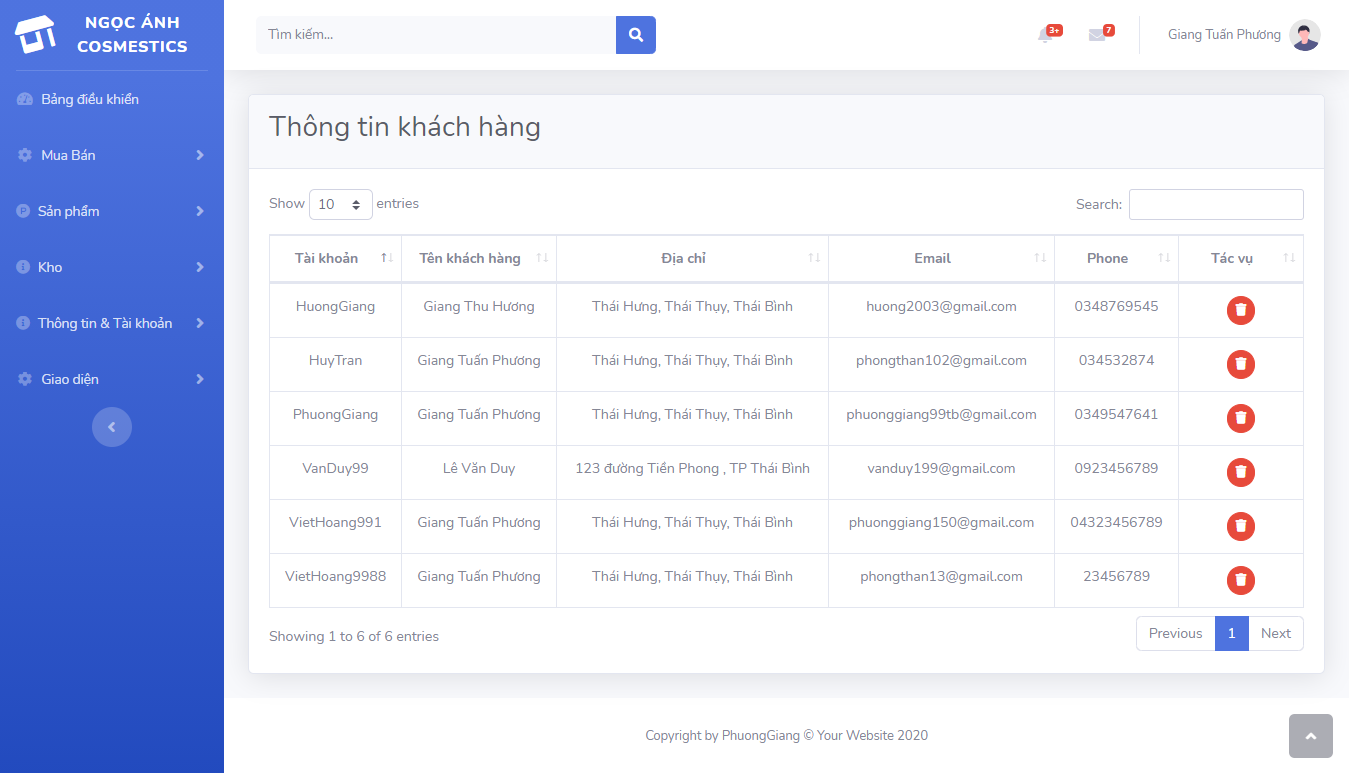 NGỌC ÁNH
COSMESTICS
Tìm kiếm...
3+
7
Giang Tuấn Phương
Bảng điều khiển
Mua Bán
Sản phẩm
Kho
Thông tin & Tài khoản
Giao diện
Thông tin khách hàng
Show 10 entries
Search:
Tài khoản Tên khách hàng Địa chỉ Email Phone Tác vụ
HuongGiang Giang Thu Hương Thái Hưng, Thái Thụy, Thái Bình huong2003@gmail.com 0348769545
HuyTran Giang Tuấn Phương Thái Hưng, Thái Thụy, Thái Bình phongthan102@gmail.com 034532874
PhuongGiang Giang Tuấn Phương Thái Hưng, Thái Thụy, Thái Bình phuonggiang99tb@gmail.com 0349547641
VanDuy99 Lê Văn Duy 123 đường Tiền Phong , TP Thái Bình vanduy199@gmail.com 0923456789
VietHoang991 Giang Tuấn Phương Thái Hưng, Thái Thụy, Thái Bình phuonggiang150@gmail.com 04323456789
VietHoang9988 Giang Tuấn Phương Thái Hưng, Thái Thụy, Thái Bình phongthan13@gmail.com 23456789
Showing 1 to 6 of 6 entries
Previous 1 Next
Copyright by PhuongGiang © Your Website 2020